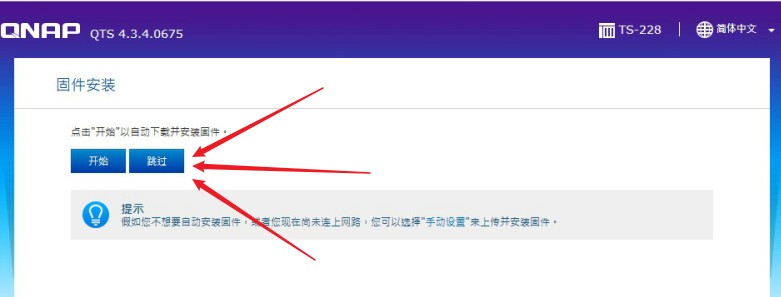 QNAP QTS 4.3.4.0675 TS-228 简体中文
固件安装
点击"开始"以自动下载并安装固件。
开始 跳过
提示
假如您不想要自动安装固件，或者您现在尚未连上网路，您可以选择"手动设置"来上传并安装固件。